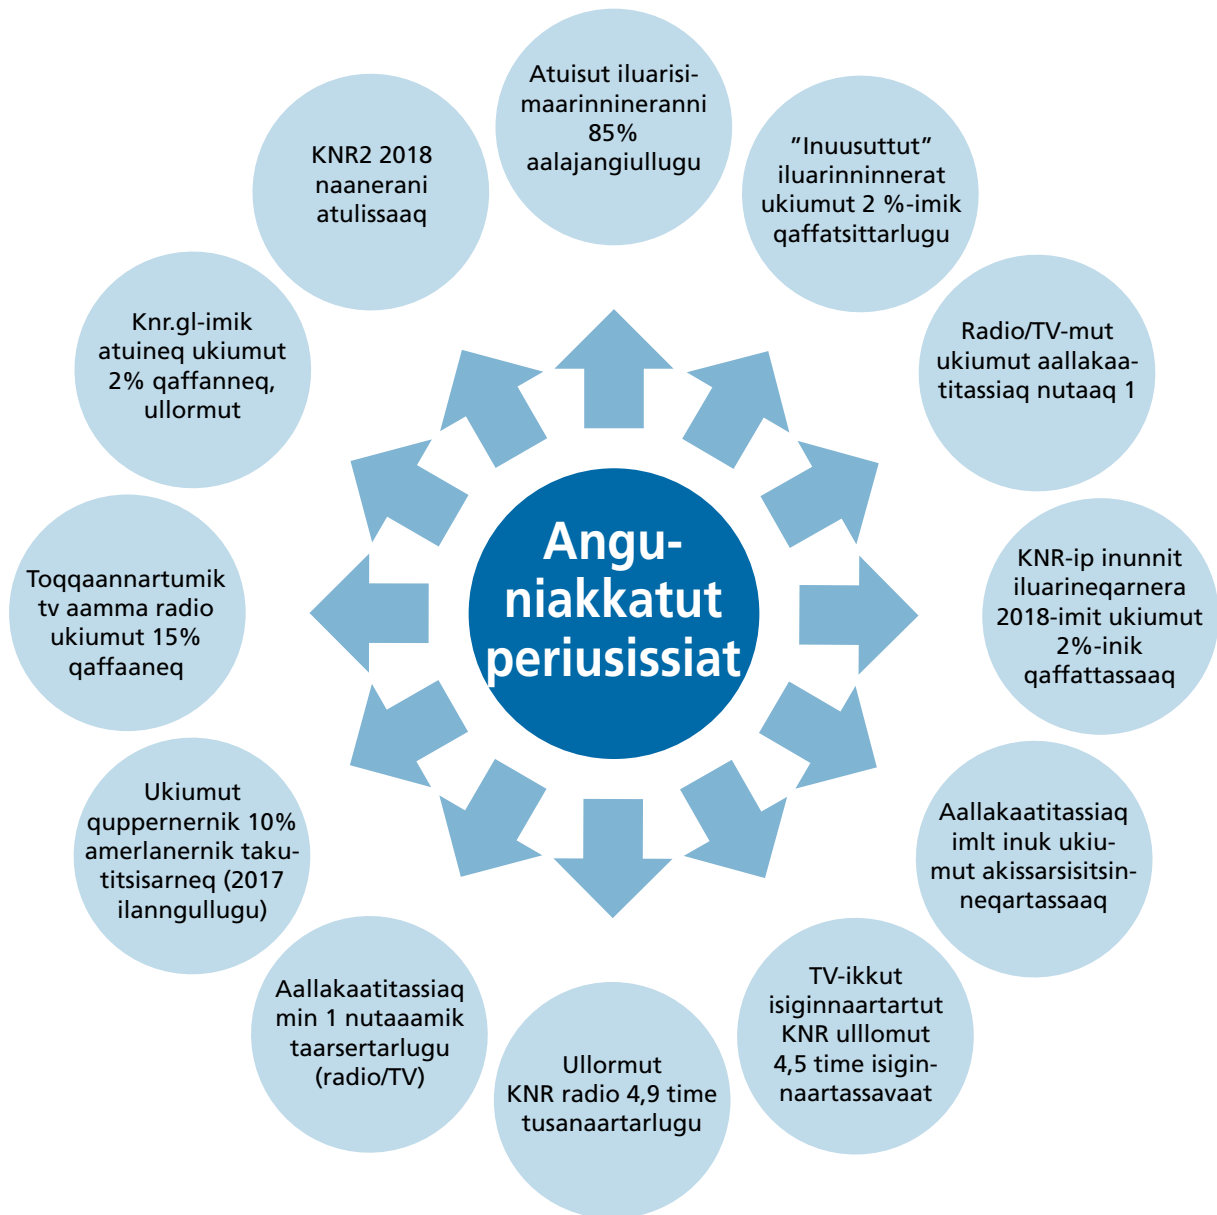 Angu-
niakkatut
periusissiat
Atuisut iluarisi-
maarinnineranni
85%
aalajangiullugu
”Inuusuttut”
iluarinninnerat
ukiumut 2 %-imik
qaffatsittarlugu
Radio/TV-mut
ukiumut aallakaa-
titassiaq nutaaq 1
KNR-ip inunnit
iluarineqarnera
2018-imit ukiumut
2%-inik
qaffattassaaq
Aallakaatitassiaq
imlt inuk ukiu-
mut akissarsisitsin-
neqartassaaq
TV-ikkut
isiginnaartartut
KNR ulllomut
4,5 time isigin-
naartassavaat
Ullormut
KNR radio 4,9 time
tusanaartarlugu
Aallakaatitassiaq
min 1 nutaaamik
taarsertarlugu
(radio/TV)
Ukiumut
quppernernik 10%
amerlanernik taku-
titsisarneq (2017
ilanngullugu)
Toqqaannartumik
tv aamma radio
ukiumut 15%
qaffaaneq
Knr.gl-imik
atuineq ukiumut
2% qaffanneq,
ullormut
KNR2 2018
naanerani
atulissaaq